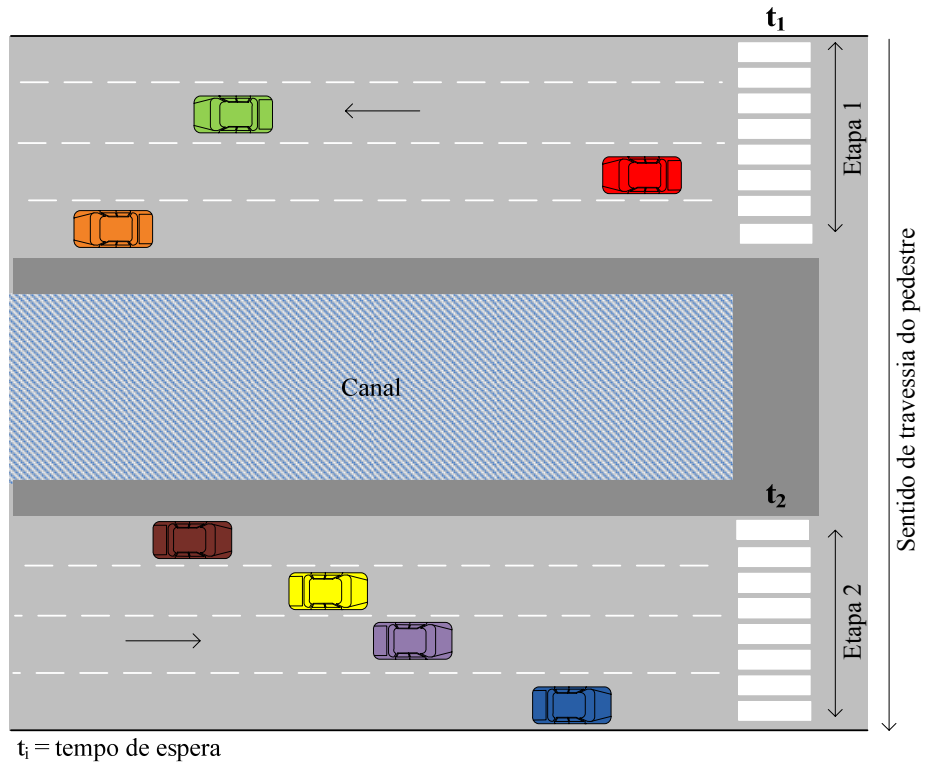 t₁
Etapa 1
Canal
Sentido de travessia do pedestre
t₂
Etapa 2
tᵢ = tempo de espera